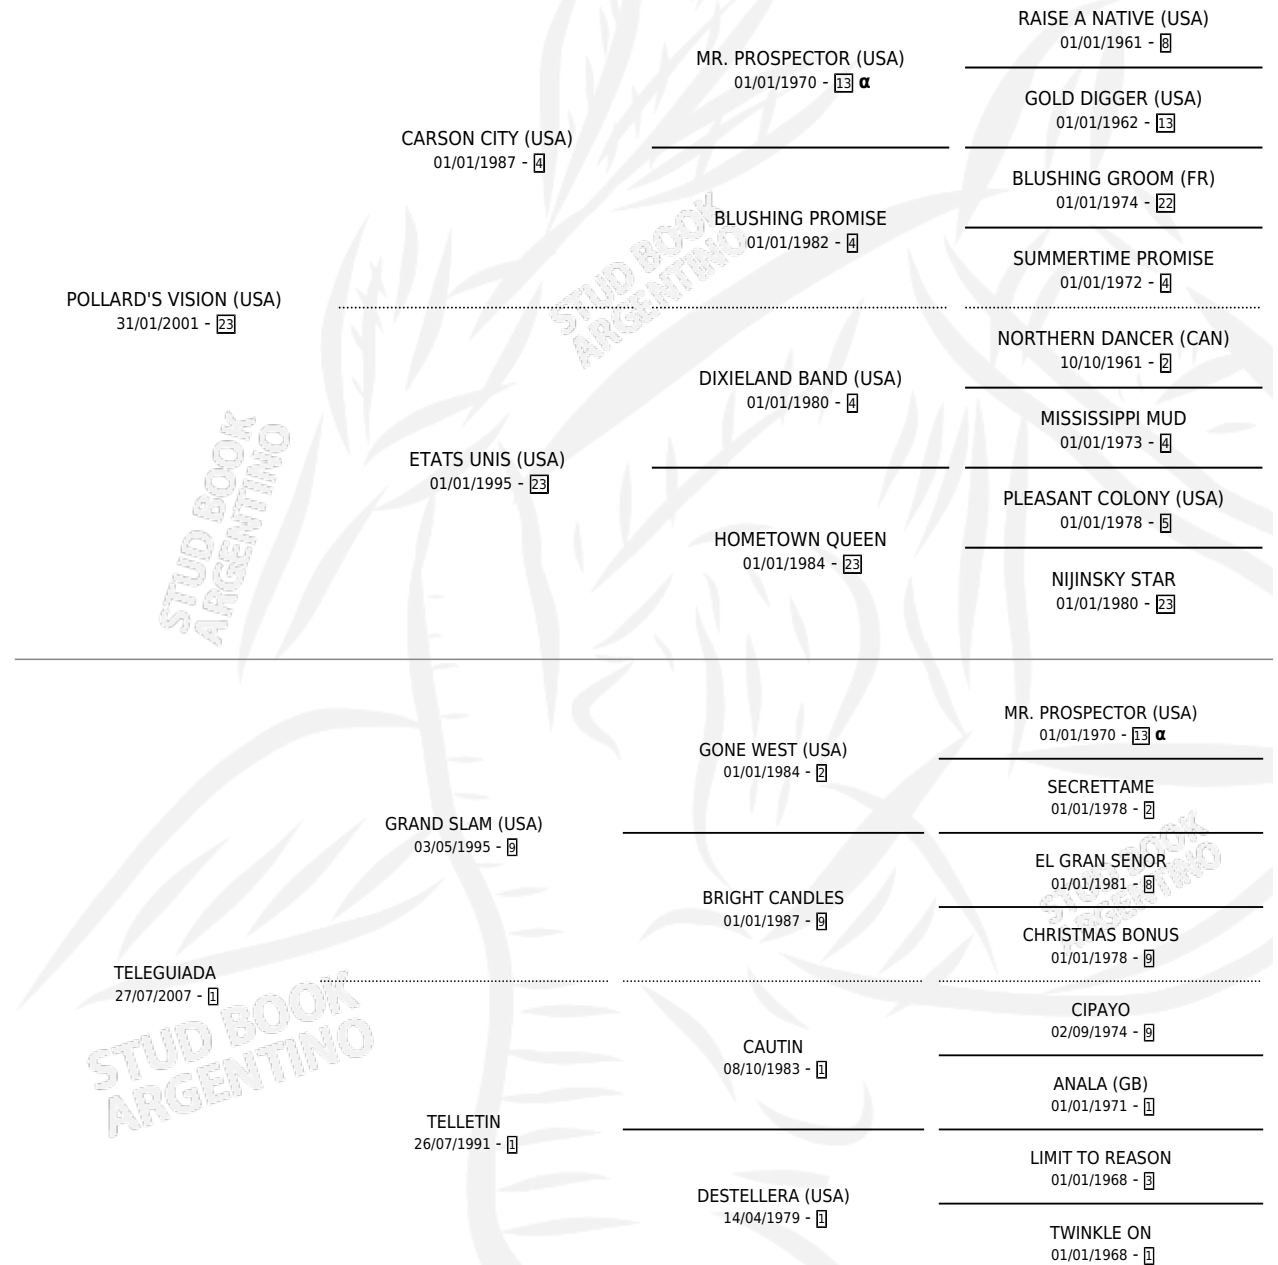 RAISE A NATIVE (USA)
01/01/1961 - 8
MR. PROSPECTOR (USA)
01/01/1970 - 13 α
GOLD DIGGER (USA)
01/01/1962 - 13
CARSON CITY (USA)
01/01/1987 - 4
BLUSHING GROOM (FR)
01/01/1974 - 22
BLUSHING PROMISE
01/01/1982 - 4
SUMMERTIME PROMISE
01/01/1972 - 4
POLLARD'S VISION (USA)
31/01/2001 - 23
NORTHERN DANCER (CAN)
10/10/1961 - 2
DIXIELAND BAND (USA)
01/01/1980 - 4
MISSISSIPPI MUD
01/01/1973 - 4
ETATS UNIS (USA)
01/01/1995 - 23
PLEASANT COLONY (USA)
01/01/1978 - 5
HOMETOWN QUEEN
01/01/1984 - 23
NIJINSKY STAR
01/01/1980 - 23
MR. PROSPECTOR (USA)
01/01/1970 - 13 α
GONE WEST (USA)
01/01/1984 - 2
SECRETTAME
01/01/1978 - 2
GRAND SLAM (USA)
03/05/1995 - 9
EL GRAN SENOR
01/01/1981 - 8
BRIGHT CANDLES
01/01/1987 - 9
CHRISTMAS BONUS
01/01/1978 - 9
TELEGUIADA
27/07/2007 - 1
CIPAYO
02/09/1974 - 9
CAUTIN
08/10/1983 - 1
ANALA (GB)
01/01/1971 - 1
TELLETIN
26/07/1991 - 1
LIMIT TO REASON
01/01/1968 - 3
DESTELLERA (USA)
14/04/1979 - 1
TWINKLE ON
01/01/1968 - 1
STUD BOOK
ARGENTINO
STUD BOOK
ARGENTINO
STUD BOOK
ARGENTINO
STUD BOOK
ARGENTINO